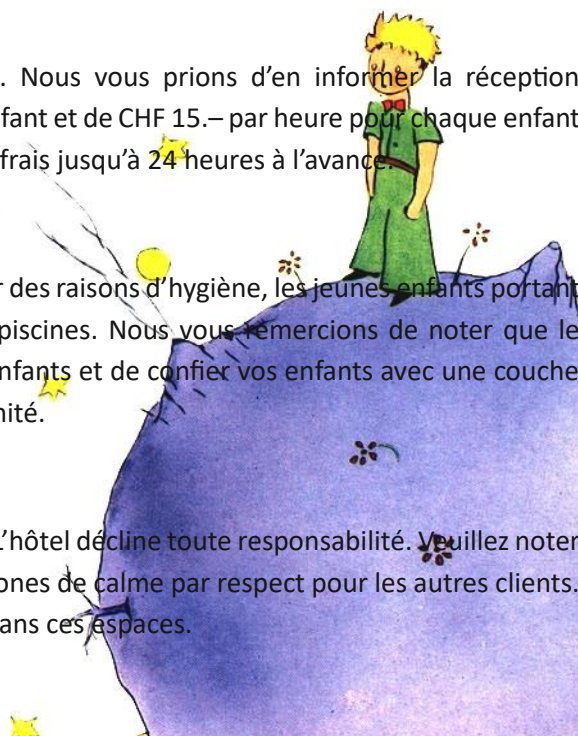 . Nous vous prions d’en informer la réception
fant et de CHF 15.– par heure pour chaque enfant
frais jusqu’à 24 heures à l’avance.
r des raisons d’hygiène, les jeunes enfants portant
piscines. Nous vous remercions de noter que le
nfants et de confier vos enfants avec une couche
nité.
L’hôtel décline toute responsabilité. Veuillez noter
ones de calme par respect pour les autres clients.
ans ces espaces.